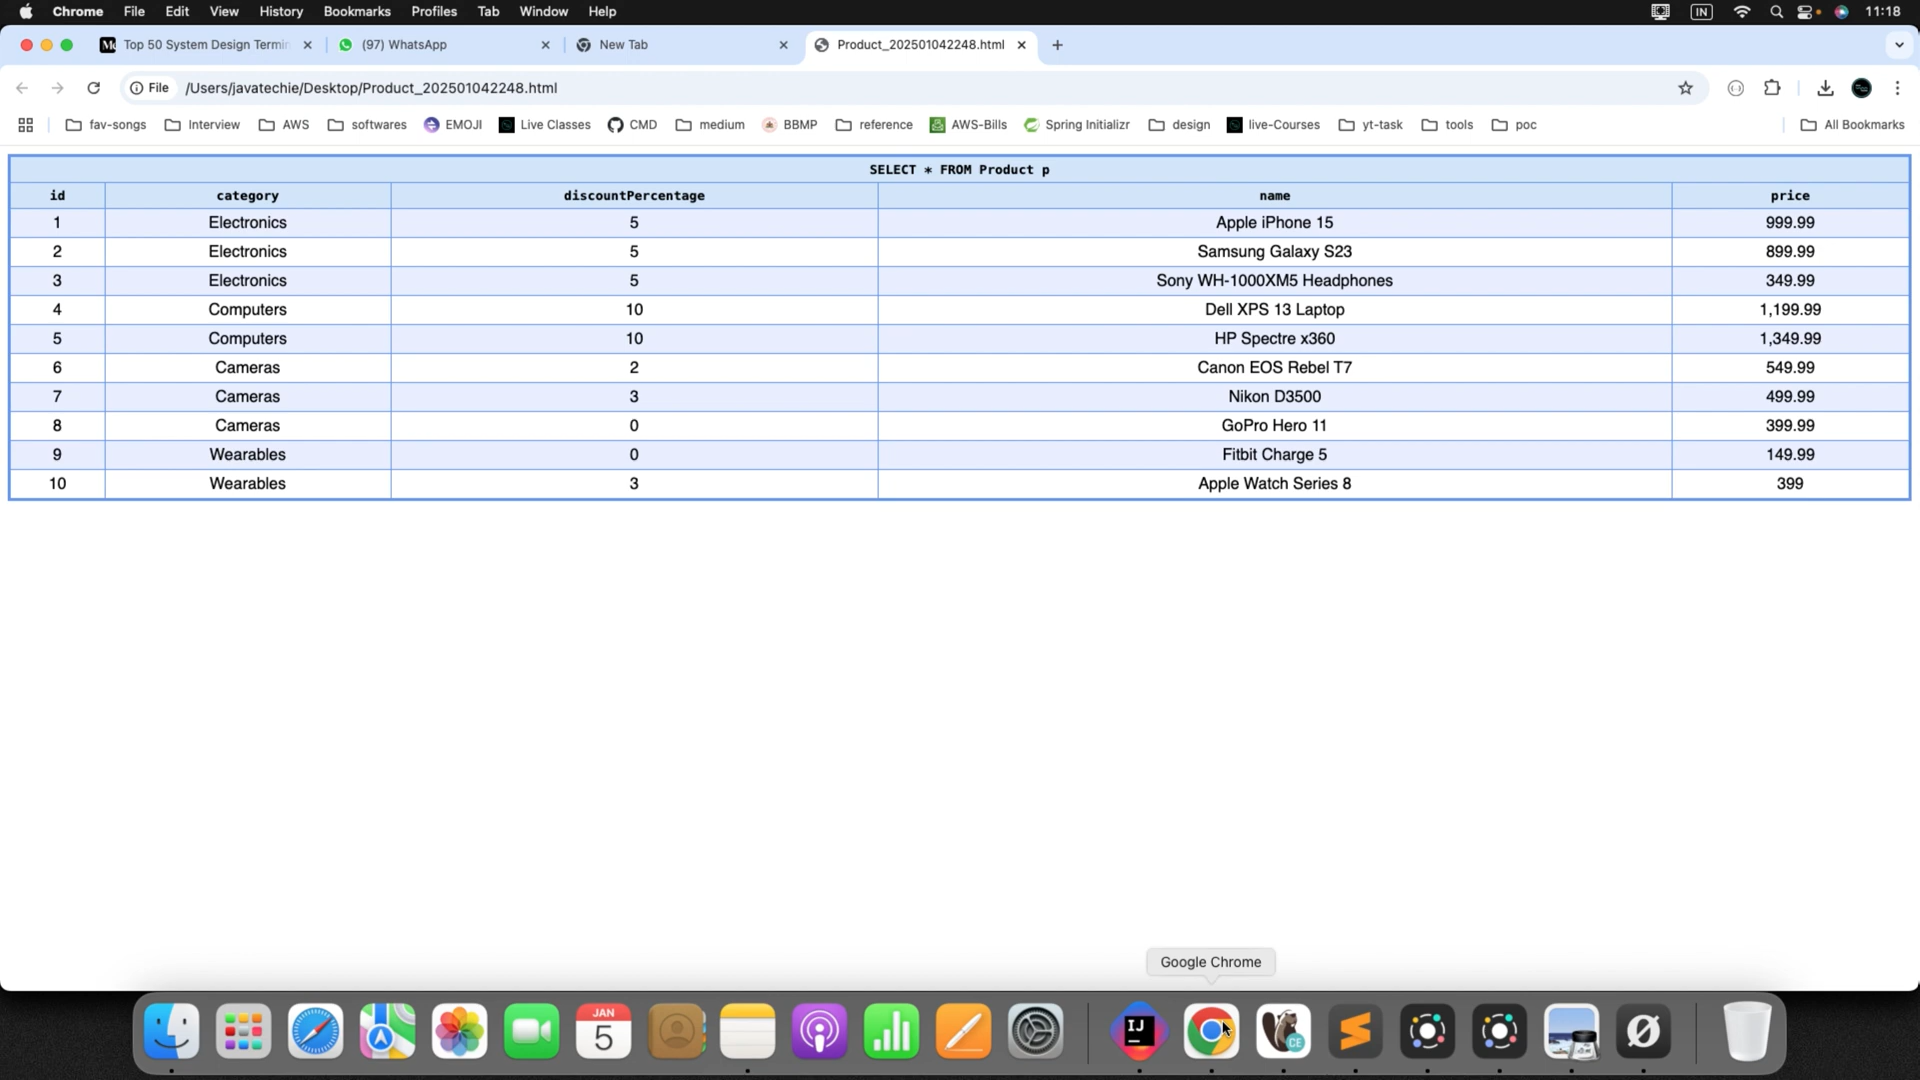 Chrome File Edit View History Bookmarks Profiles Tab Window Help IN 11:18
Top 50 System Design Termin (97) WhatsApp New Tab Product_202501042248.html
File /Users/javatechie/Desktop/Product_202501042248.html
fav-songs Interview AWS softwares EMOJI Live Classes CMD medium BBMP reference AWS-Bills Spring Initializr design live-Courses yt-task tools poc All Bookmarks
SELECT * FROM Product p
id category discountPercentage name price
1 Electronics 5 Apple iPhone 15 999.99
2 Electronics 5 Samsung Galaxy S23 899.99
3 Electronics 5 Sony WH-1000XM5 Headphones 349.99
4 Computers 10 Dell XPS 13 Laptop 1,199.99
5 Computers 10 HP Spectre x360 1,349.99
6 Cameras 2 Canon EOS Rebel T7 549.99
7 Cameras 3 Nikon D3500 499.99
8 Cameras 0 GoPro Hero 11 399.99
9 Wearables 0 Fitbit Charge 5 149.99
10 Wearables 3 Apple Watch Series 8 399
Google Chrome
JAN
5
IJ
CE